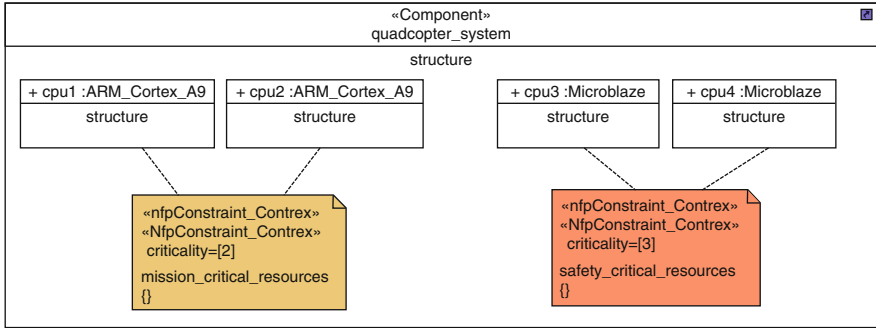 «Component»
quadcopter_system
structure
+ cpu1 :ARM_Cortex_A9
structure
+ cpu2 :ARM_Cortex_A9
structure
+ cpu3 :Microblaze
structure
+ cpu4 :Microblaze
structure
«nfpConstraint_Contrex»
«NfpConstraint_Contrex»
criticality=[2]
mission_critical_resources
{}
«nfpConstraint_Contrex»
«NfpConstraint_Contrex»
criticality=[3]
safety_critical_resources
{}